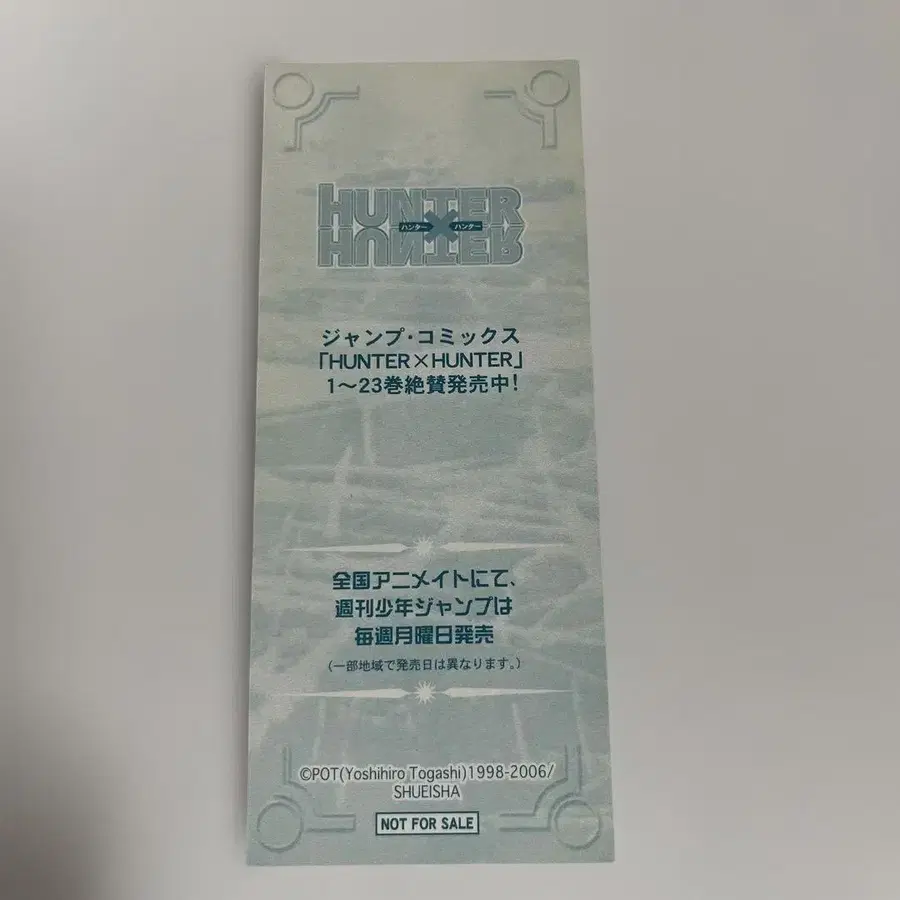 HUNTER
ハンター×ハンター
HUNTER
ジャンプ・コミックス
「HUNTER×HUNTER」
1〜23巻絶賛発売中!
全国アニメイトにて、
週刊少年ジャンプは
毎週月曜日発売
(一部地域で発売日は異なります。)
©POT(Yoshihiro Togashi)1998-2006/
SHUEISHA
NOT FOR SALE